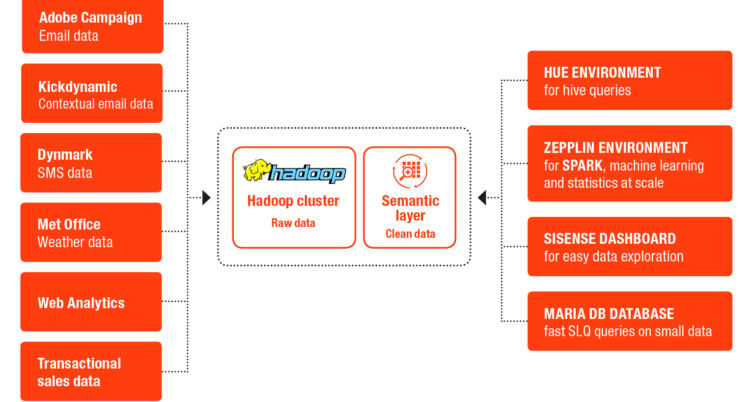 Adobe Campaign
Email data
Kickdynamic
Contextual email data
Dynmark
SMS data
Met Office
Weather data
Web Analytics
Transactional
sales data
hadoop
Hadoop cluster
Raw data
Semantic
layer
Clean data
HUE ENVIRONMENT
for hive queries
ZEPPLIN ENVIRONMENT
for SPARK, machine learning
and statistics at scale
SISENSE DASHBOARD
for easy data exploration
MARIA DB DATABASE
fast SLQ queries on small data